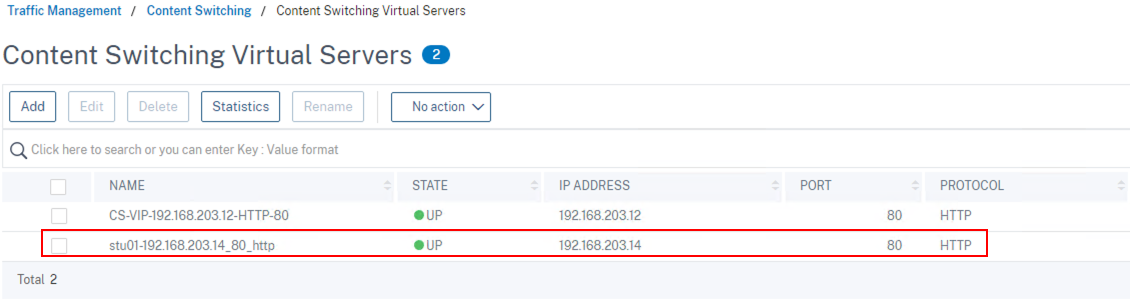 Traffic Management / Content Switching / Content Switching Virtual Servers
Content Switching Virtual Servers 2
Add Edit Delete Statistics Rename No action
Click here to search or you can enter Key : Value format
NAME STATE IP ADDRESS PORT PROTOCOL
CS-VIP-192.168.203.12-HTTP-80 UP 192.168.203.12 80 HTTP
stu01-192.168.203.14_80_http UP 192.168.203.14 80 HTTP
Total 2